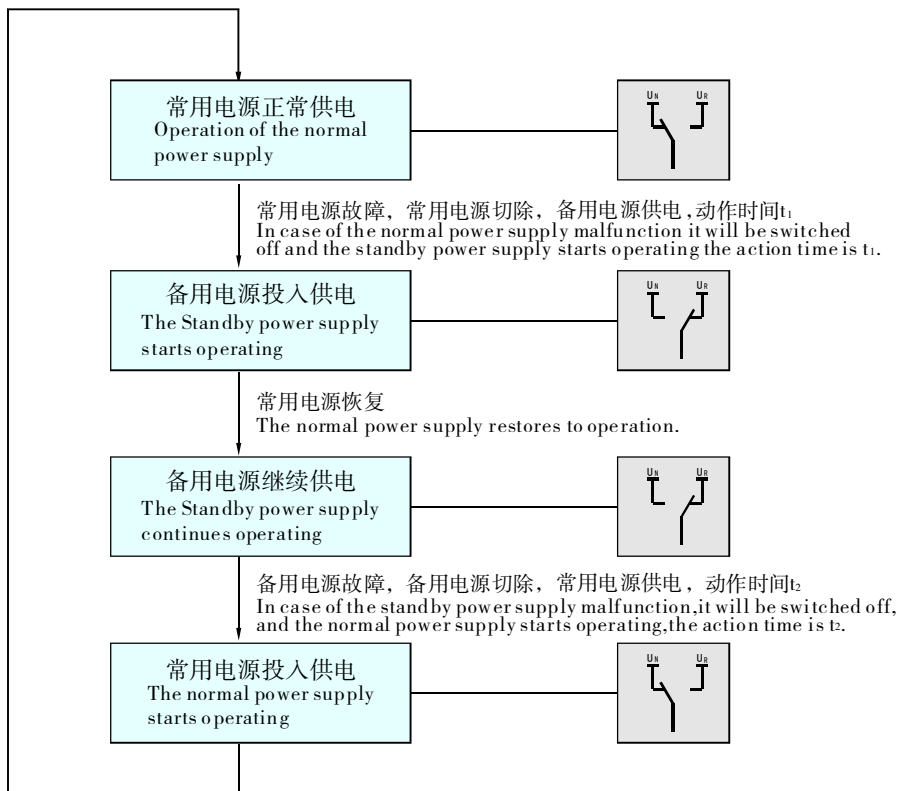 常用电源正常供电
Operation of the normal
power supply
UN UR
常用电源故障，常用电源切除，备用电源供电，动作时间t1
In case of the normal power supply malfunction it will be switched
off and the standby power supply starts operating the action time is t1.
备用电源投入供电
The Standby power supply
starts operating
UN UR
常用电源恢复
The normal power supply restores to operation.
备用电源继续供电
The Standby power supply
continues operating
UN UR
备用电源故障，备用电源切除，常用电源供电，动作时间t2
In case of the standby power supply malfunction,it will be switched off,
and the normal power supply starts operating,the action time is t2.
常用电源投入供电
The normal power supply
starts operating
UN UR